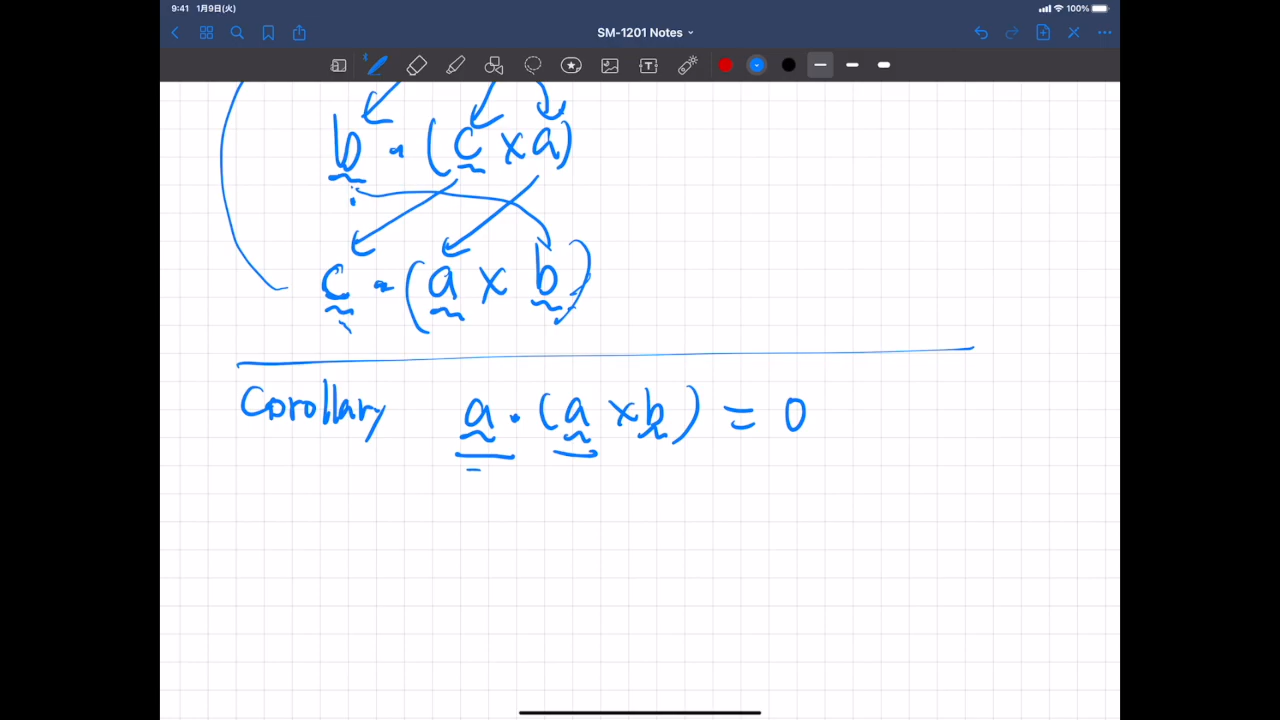 9:41 1月9日(火) 100%
SM-1201 Notes
b · (c × a)
c · (a × b)
Corollary a · (a × b) = 0